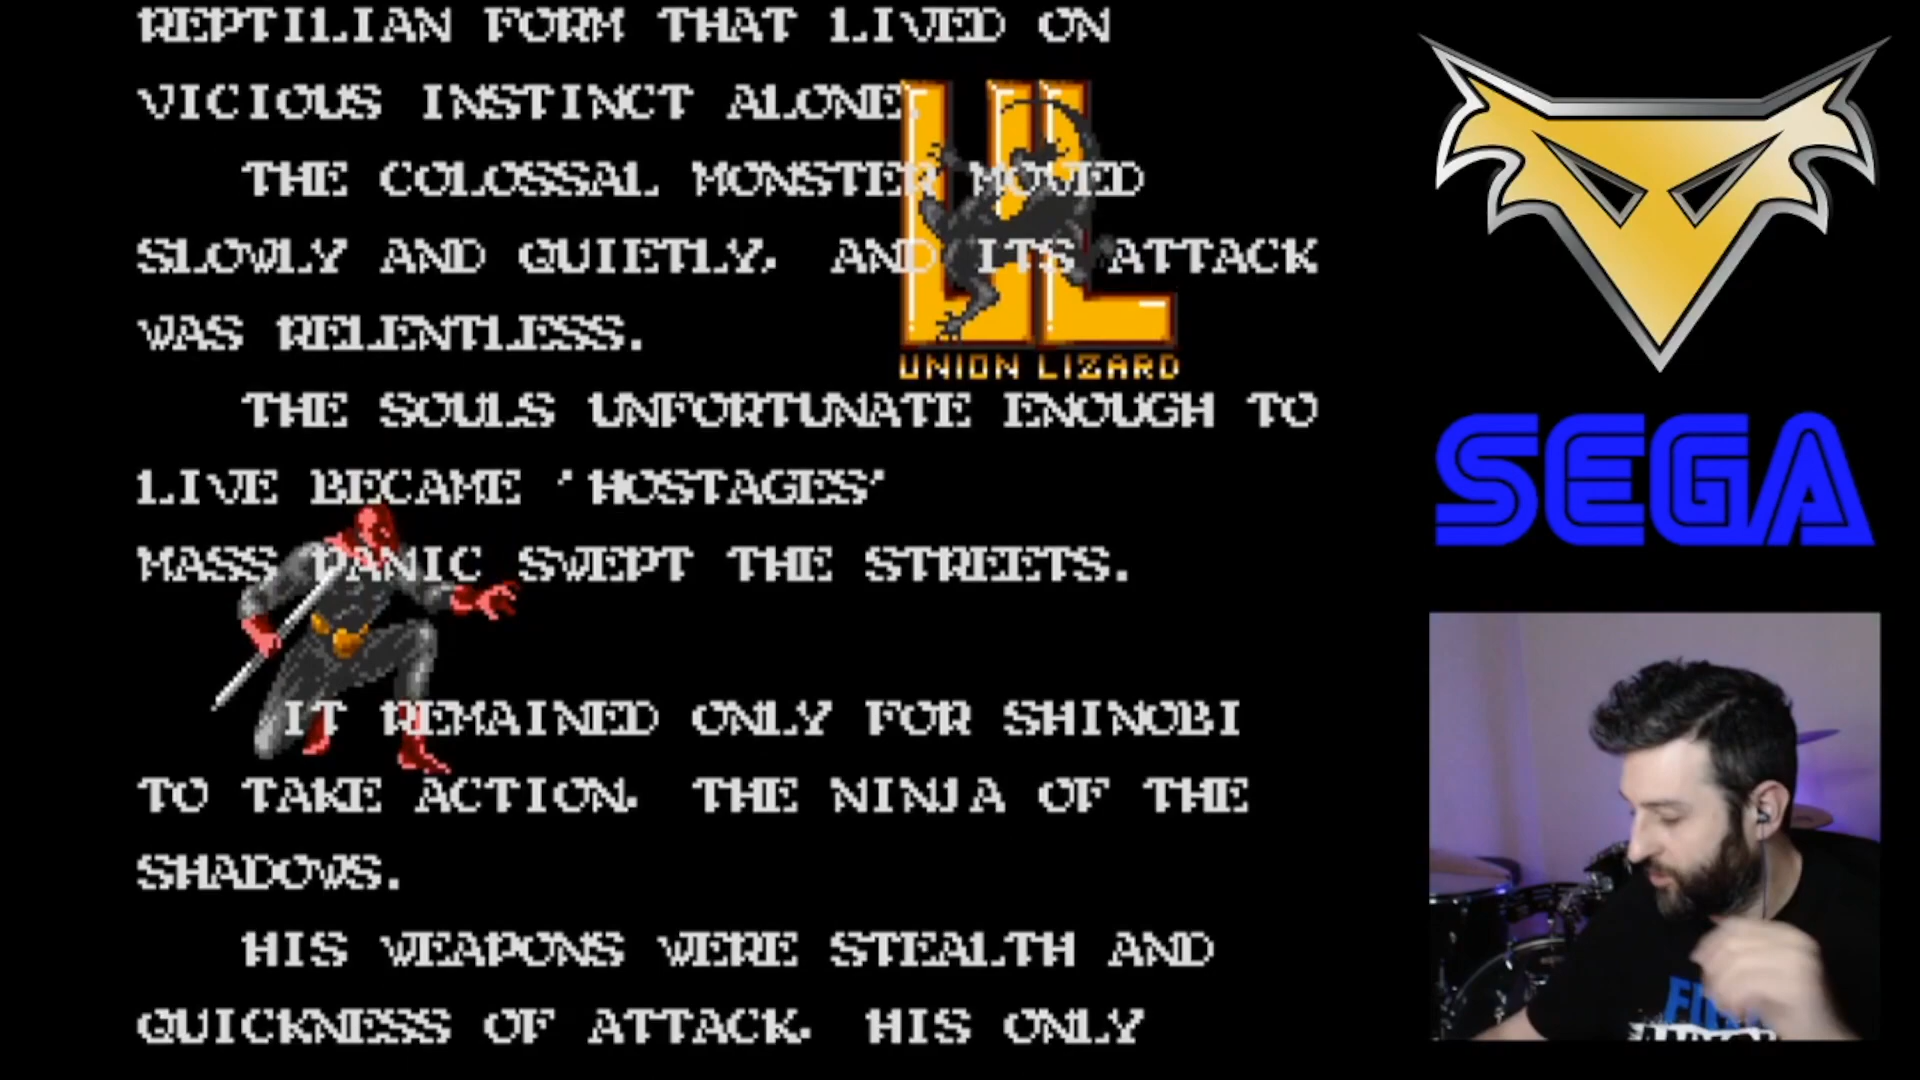 REPTILIAN FORM THAT LIVED ON
VICIOUS INSTINCT ALONE.
THE COLOSSAL MONSTER MOVED
SLOWLY AND QUIETLY. AND ITS ATTACK
WAS RELENTLESS.
UNION LIZARD
THE SOULS UNFORTUNATE ENOUGH TO
LIVE BECAME 'HOSTAGES'
MASS PANIC SWEPT THE STREETS.
IT REMAINED ONLY FOR SHINOBI
TO TAKE ACTION. THE NINJA OF THE
SHADOWS.
HIS WEAPONS WERE STEALTH AND
QUICKNESS OF ATTACK. HIS ONLY
UL
SEGA